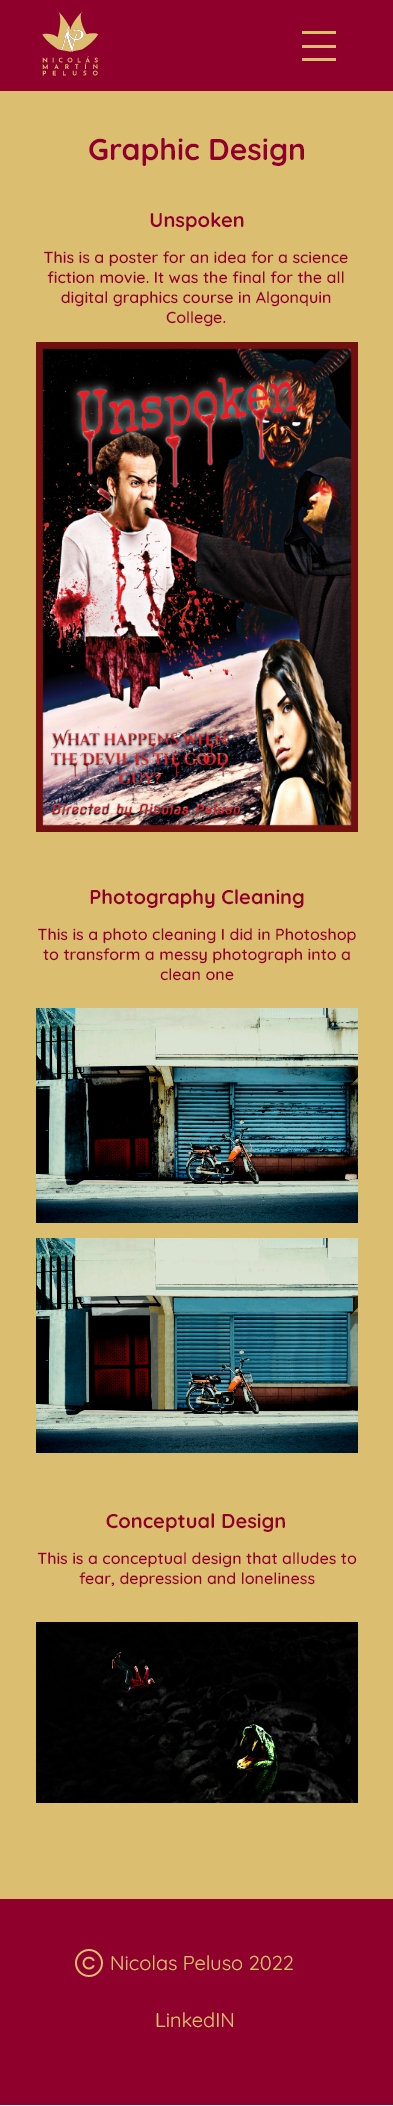 NICOLÁS
MARTÍN
PELUSO
Graphic Design
Unspoken
This is a poster for an idea for a science
fiction movie. It was the final for the all
digital graphics course in Algonquin
College.
Unspoken
WHAT HAPPENS WHEN
THE DEVIL IS THE GOOD
GUY?
Directed by Nicolas Peluso
Photography Cleaning
This is a photo cleaning I did in Photoshop
to transform a messy photograph into a
clean one
Conceptual Design
This is a conceptual design that alludes to
fear, depression and loneliness
© Nicolas Peluso 2022
LinkedIN